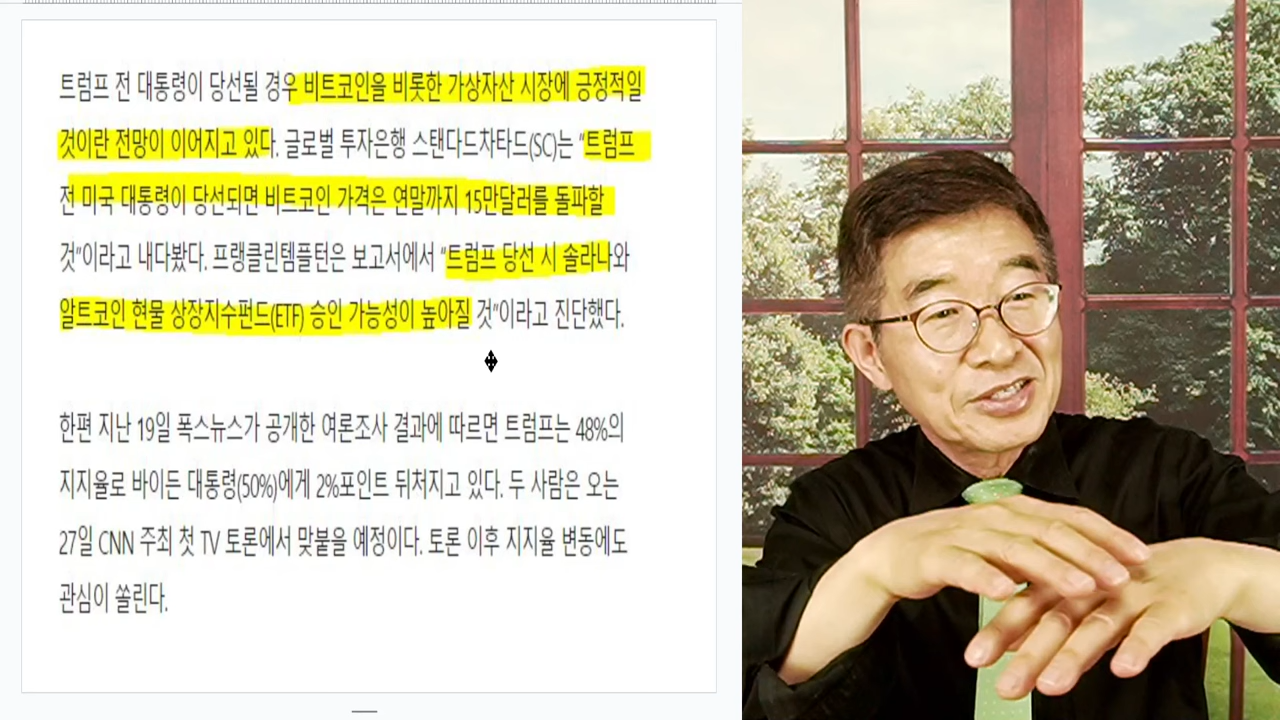 트럼프 전 대통령이 당선될 경우 비트코인을 비롯한 가상자산 시장에 긍정적일
것이란 전망이 이어지고 있다. 글로벌 투자은행 스탠다드차타드(SC)는 “트럼프
전 미국 대통령이 당선되면 비트코인 가격은 연말까지 15만달러를 돌파할
것”이라고 내다봤다. 프랭클린템플턴은 보고서에서 “트럼프 당선 시 솔라나와
알트코인 현물 상장지수펀드(ETF) 승인 가능성이 높아질 것”이라고 진단했다.
한편 지난 19일 폭스뉴스가 공개한 여론조사 결과에 따르면 트럼프는 48%의
지지율로 바이든 대통령(50%)에게 2%포인트 뒤처지고 있다. 두 사람은 오는
27일 CNN 주최 첫 TV 토론에서 맞붙을 예정이다. 토론 이후 지지율 변동에도
관심이 쏠린다.